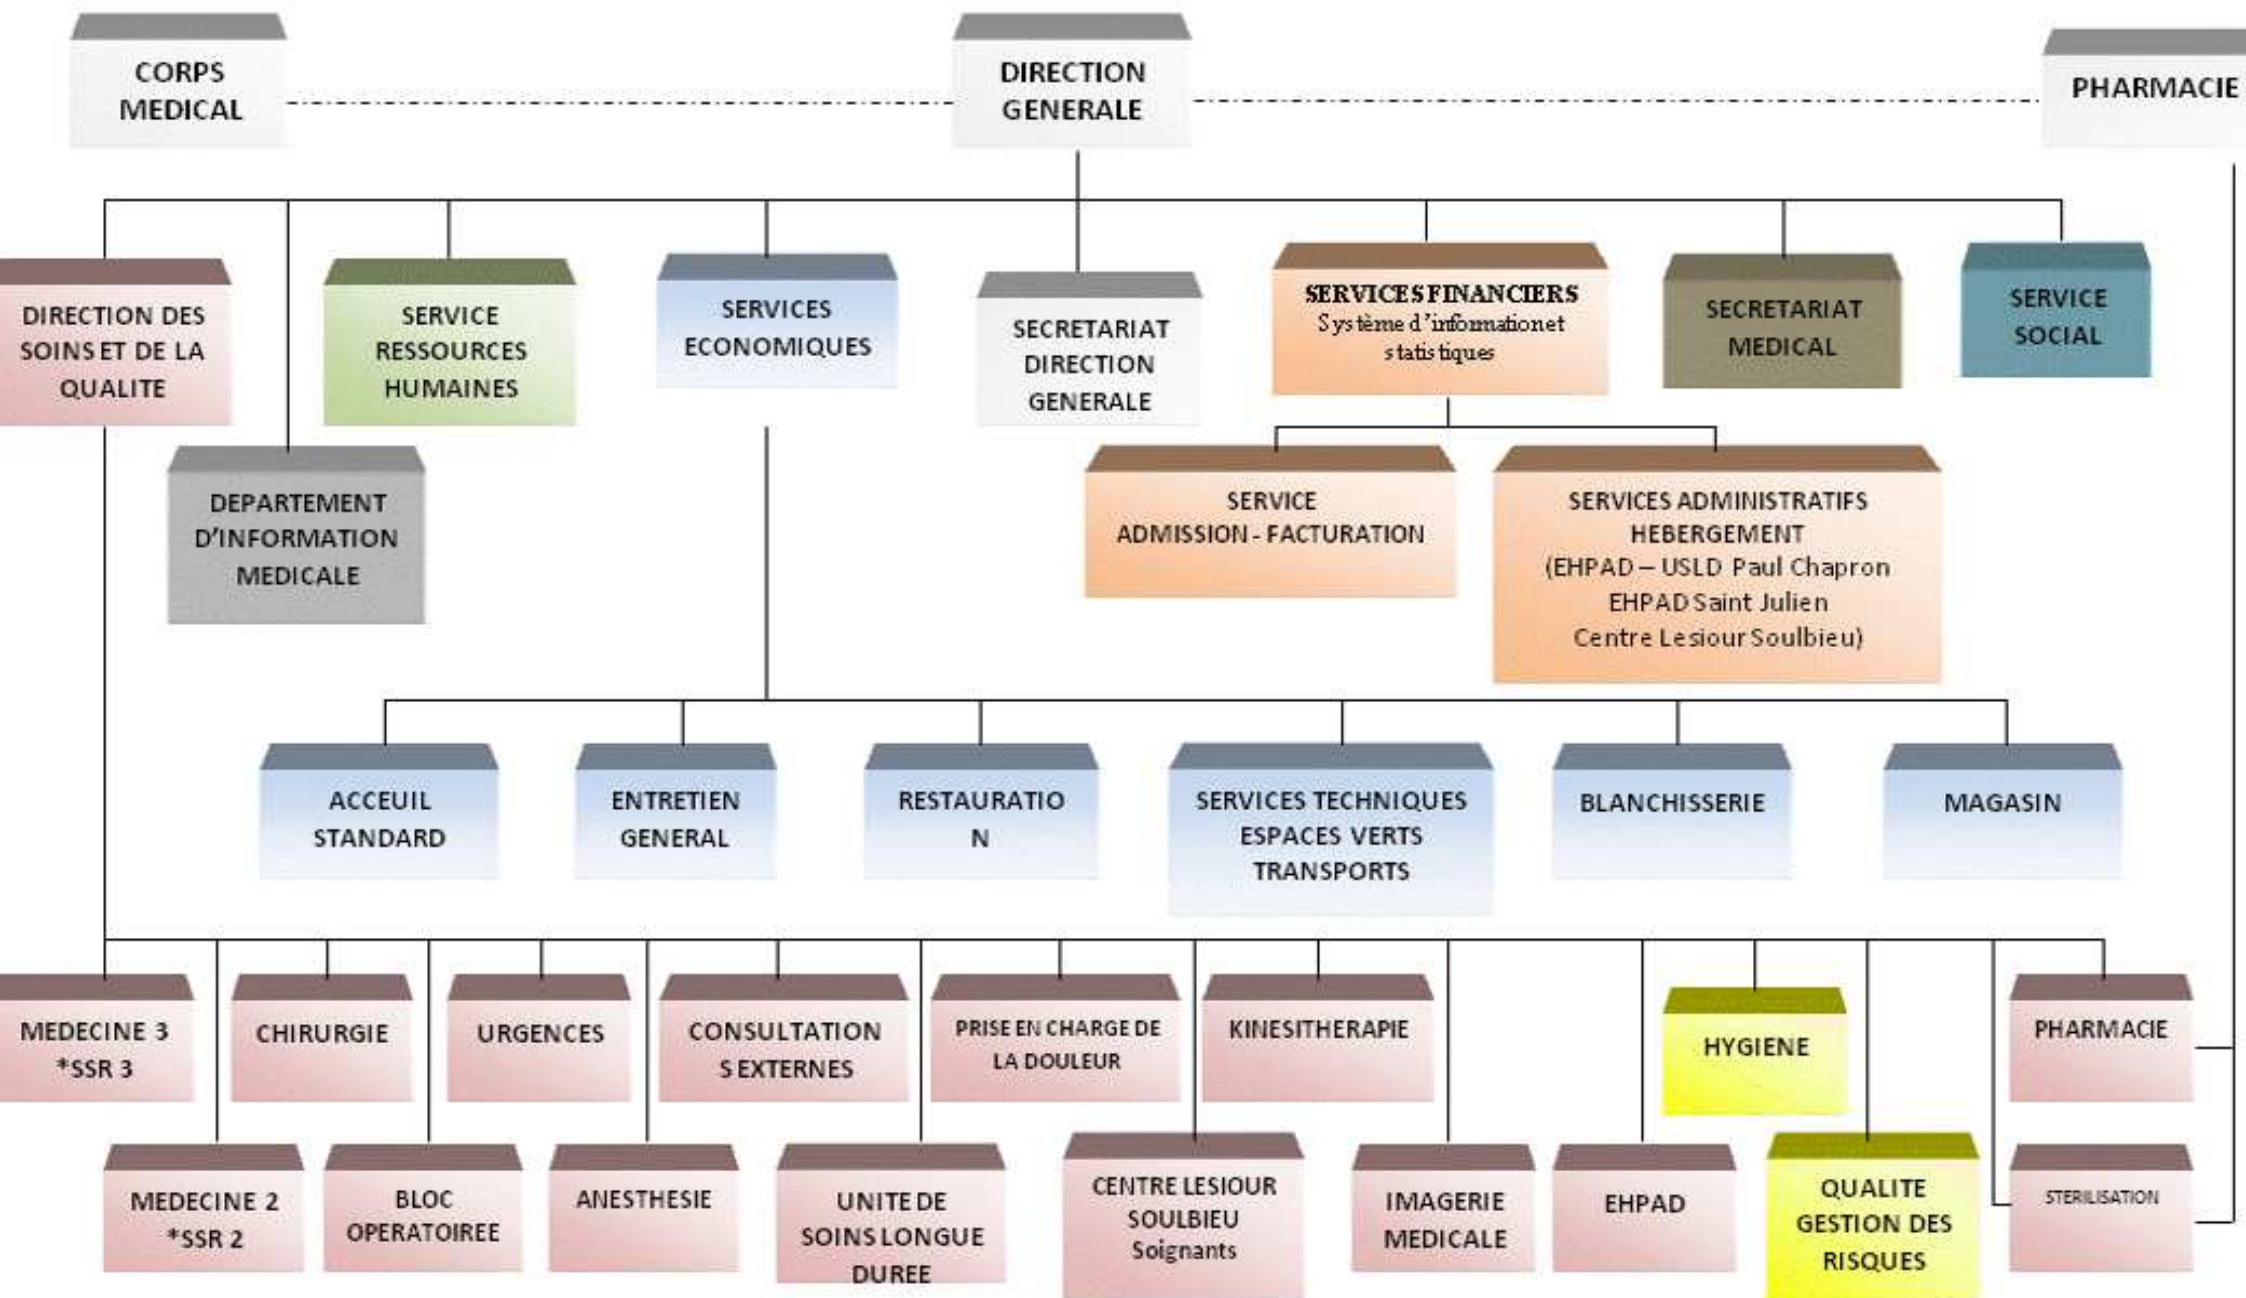 CORPS
MEDICAL
DIRECTION
GENERALE
PHARMACIE
DIRECTION DES
SOINS ET DE LA
QUALITE
SERVICE
RESSOURCES
HUMAINES
SERVICES
ECONOMIQUES
SECRETARIAT
DIRECTION
GENERALE
SERVICES FINANCIERS
Système d'information et
statistiques
SECRETARIAT
MEDICAL
SERVICE
SOCIAL
DEPARTEMENT
D'INFORMATION
MEDICALE
SERVICE
ADMISSION - FACTURATION
SERVICES ADMINISTRATIFS
HEBERGEMENT
(EHPAD – USLD Paul Chapron
EHPAD Saint Julien
Centre Lesiour Soulbieu)
ACCEUIL
STANDARD
ENTRETIEN
GENERAL
RESTAURATIO
N
SERVICES TECHNIQUES
ESPACES VERTS
TRANSPORTS
BLANCHISSERIE
MAGASIN
MEDECINE 3
*SSR 3
CHIRURGIE
URGENCES
CONSULTATION
S EXTERNES
PRISE EN CHARGE DE
LA DOULEUR
KINESITHERAPIE
HYGIENE
PHARMACIE
MEDECINE 2
*SSR 2
BLOC
OPERATOIREE
ANESTHESIE
UNITE DE
SOINS LONGUE
DUREE
CENTRE LESIOUR
SOULBIEU
Soignants
IMAGERIE
MEDICALE
EHPAD
QUALITE
GESTION DES
RISQUES
STERILISATION